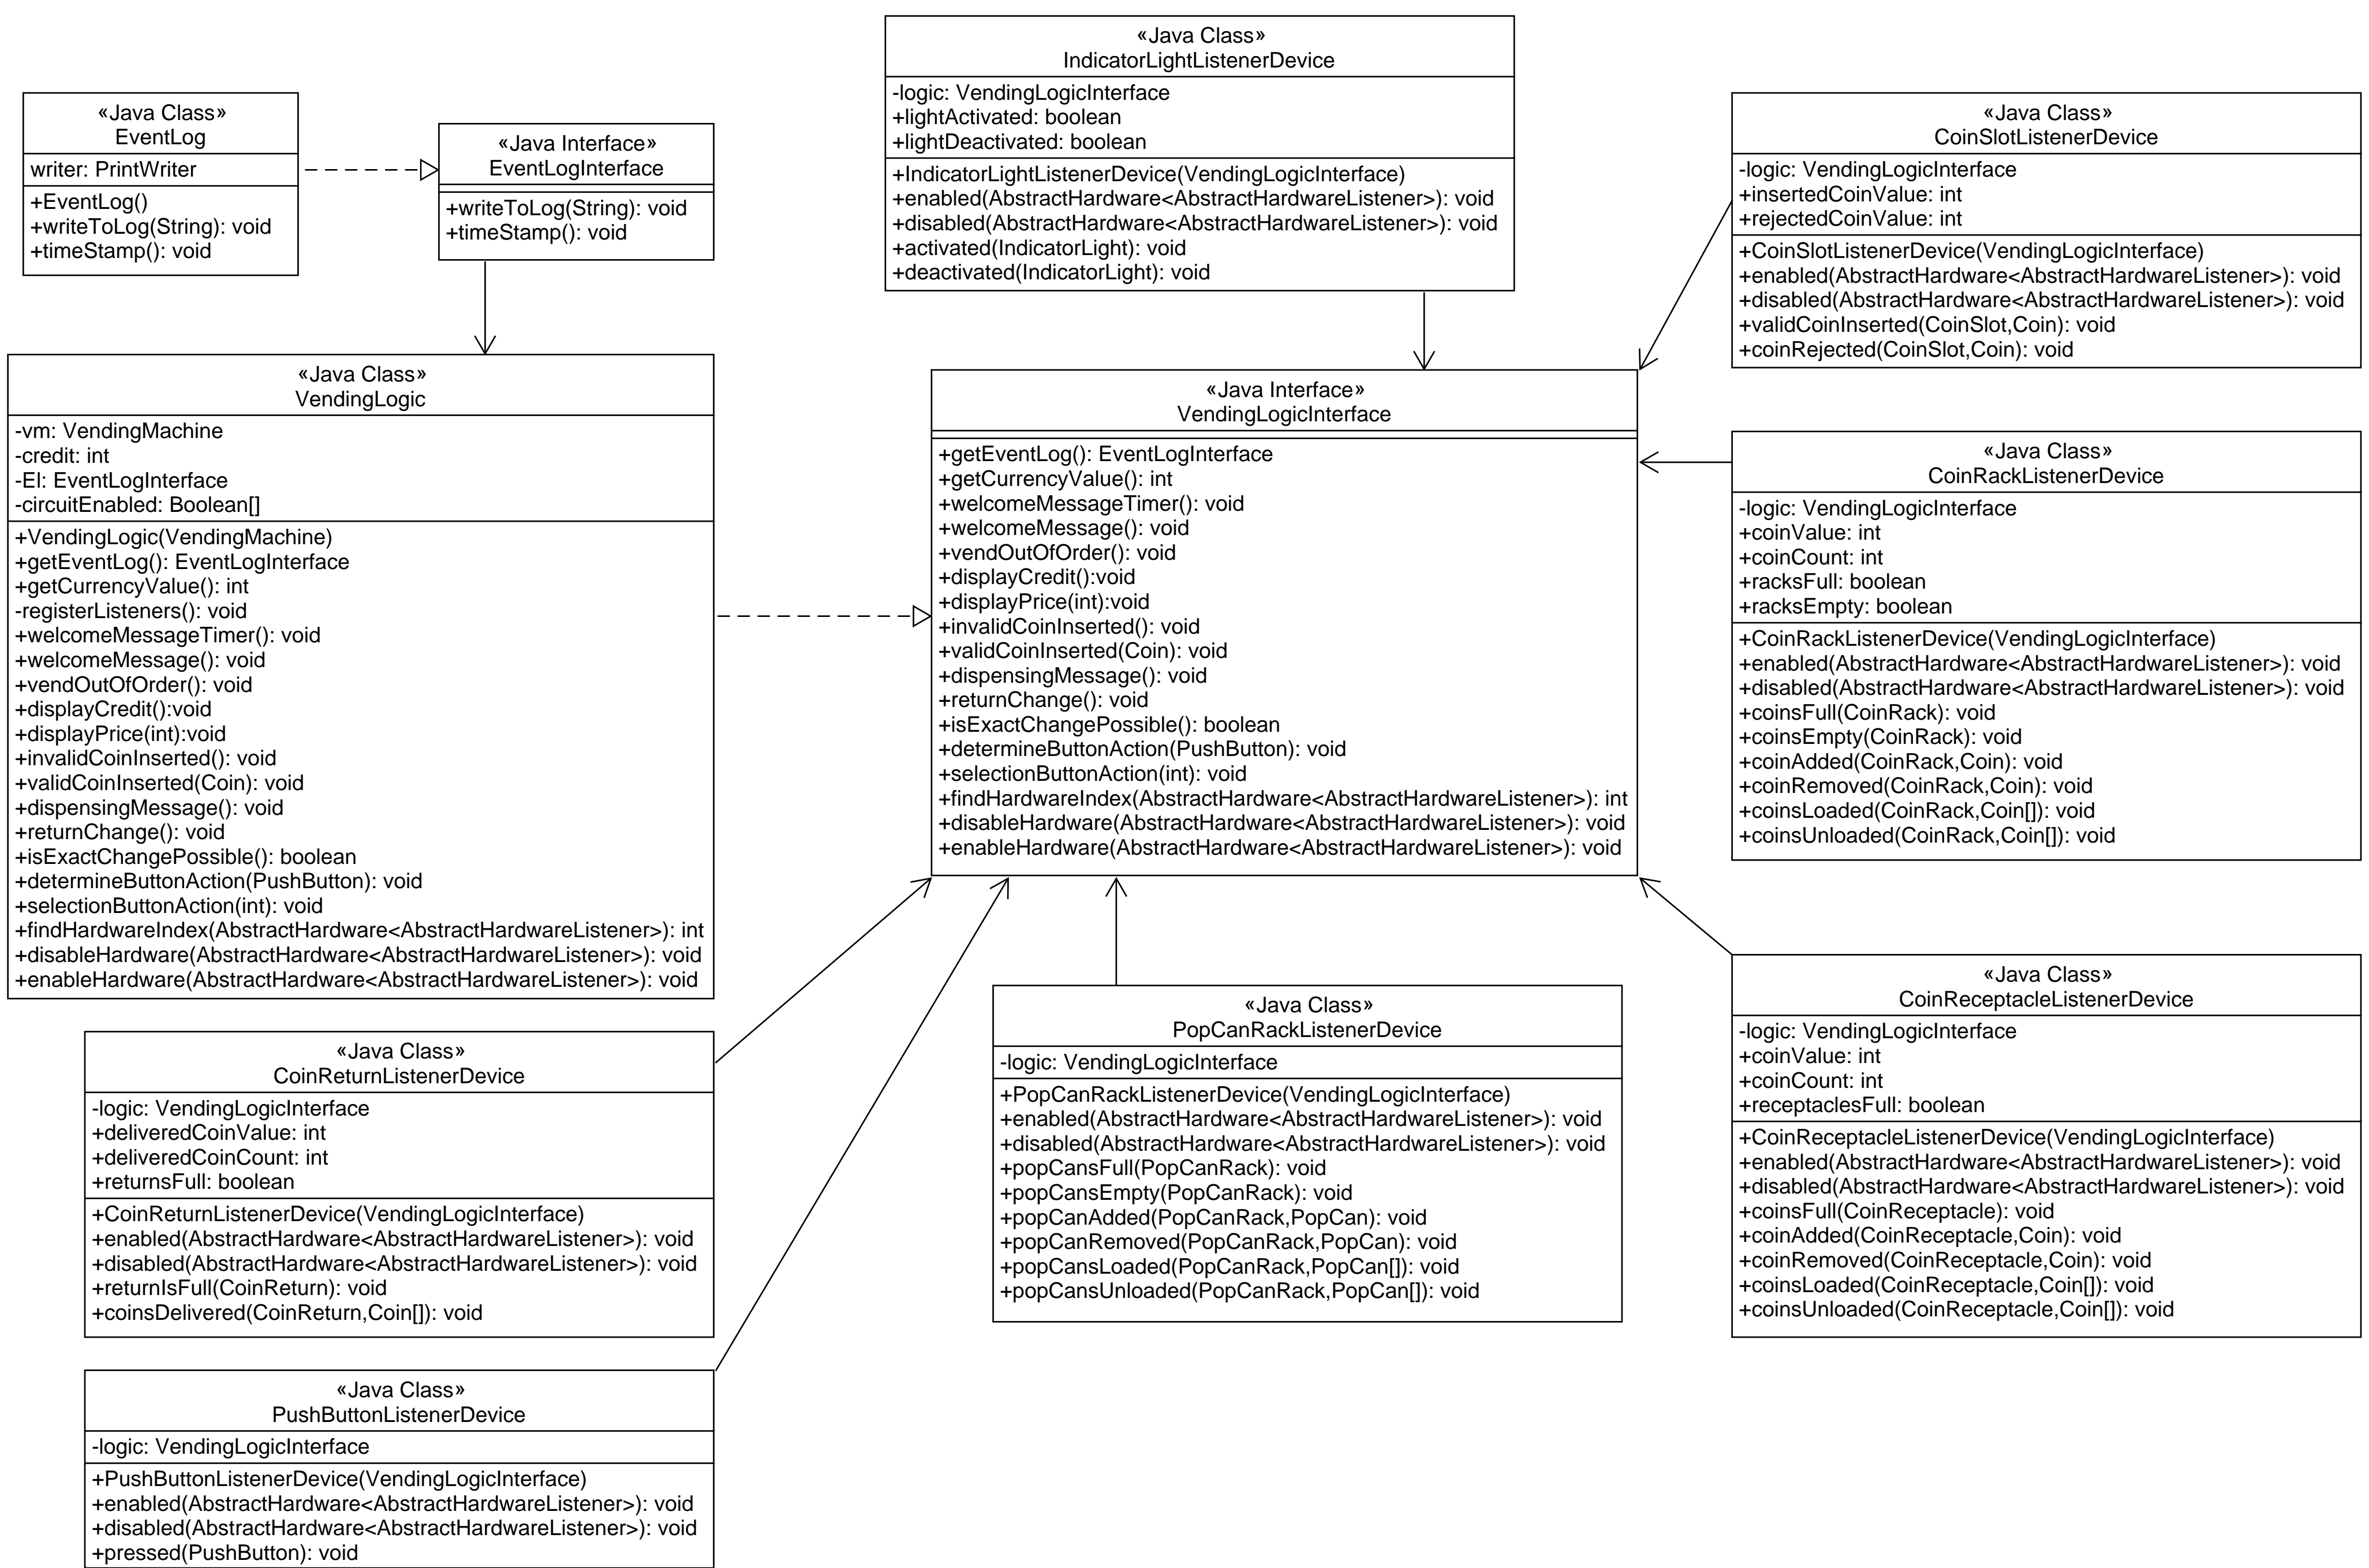 «Java Class»
EventLog
writer: PrintWriter
+EventLog()
+writeToLog(String): void
+timeStamp(): void
«Java Interface»
EventLogInterface
+writeToLog(String): void
+timeStamp(): void
«Java Class»
IndicatorLightListenerDevice
-logic: VendingLogicInterface
+lightActivated: boolean
+lightDeactivated: boolean
+IndicatorLightListenerDevice(VendingLogicInterface)
+enabled(AbstractHardware<AbstractHardwareListener>): void
+disabled(AbstractHardware<AbstractHardwareListener>): void
+activated(IndicatorLight): void
+deactivated(IndicatorLight): void
«Java Class»
CoinSlotListenerDevice
-logic: VendingLogicInterface
+insertedCoinValue: int
+rejectedCoinValue: int
+CoinSlotListenerDevice(VendingLogicInterface)
+enabled(AbstractHardware<AbstractHardwareListener>): void
+disabled(AbstractHardware<AbstractHardwareListener>): void
+validCoinInserted(CoinSlot,Coin): void
+coinRejected(CoinSlot,Coin): void
«Java Class»
VendingLogic
-vm: VendingMachine
-credit: int
-El: EventLogInterface
-circuitEnabled: Boolean[]
+VendingLogic(VendingMachine)
+getEventLog(): EventLogInterface
+getCurrencyValue(): int
-registerListeners(): void
+welcomeMessageTimer(): void
+welcomeMessage(): void
+vendOutOfOrder(): void
+displayCredit():void
+displayPrice(int):void
+invalidCoinInserted(): void
+validCoinInserted(Coin): void
+dispensingMessage(): void
+returnChange(): void
+isExactChangePossible(): boolean
+determineButtonAction(PushButton): void
+selectionButtonAction(int): void
+findHardwareIndex(AbstractHardware<AbstractHardwareListener>): int
+disableHardware(AbstractHardware<AbstractHardwareListener>): void
+enableHardware(AbstractHardware<AbstractHardwareListener>): void
«Java Interface»
VendingLogicInterface
+getEventLog(): EventLogInterface
+getCurrencyValue(): int
+welcomeMessageTimer(): void
+welcomeMessage(): void
+vendOutOfOrder(): void
+displayCredit():void
+displayPrice(int):void
+invalidCoinInserted(): void
+validCoinInserted(Coin): void
+dispensingMessage(): void
+returnChange(): void
+isExactChangePossible(): boolean
+determineButtonAction(PushButton): void
+selectionButtonAction(int): void
+findHardwareIndex(AbstractHardware<AbstractHardwareListener>): int
+disableHardware(AbstractHardware<AbstractHardwareListener>): void
+enableHardware(AbstractHardware<AbstractHardwareListener>): void
«Java Class»
CoinRackListenerDevice
-logic: VendingLogicInterface
+coinValue: int
+coinCount: int
+racksFull: boolean
+racksEmpty: boolean
+CoinRackListenerDevice(VendingLogicInterface)
+enabled(AbstractHardware<AbstractHardwareListener>): void
+disabled(AbstractHardware<AbstractHardwareListener>): void
+coinsFull(CoinRack): void
+coinsEmpty(CoinRack): void
+coinAdded(CoinRack,Coin): void
+coinRemoved(CoinRack,Coin): void
+coinsLoaded(CoinRack,Coin[]): void
+coinsUnloaded(CoinRack,Coin[]): void
«Java Class»
CoinReturnListenerDevice
-logic: VendingLogicInterface
+deliveredCoinValue: int
+deliveredCoinCount: int
+returnsFull: boolean
+CoinReturnListenerDevice(VendingLogicInterface)
+enabled(AbstractHardware<AbstractHardwareListener>): void
+disabled(AbstractHardware<AbstractHardwareListener>): void
+returnIsFull(CoinReturn): void
+coinsDelivered(CoinReturn,Coin[]): void
«Java Class»
PopCanRackListenerDevice
-logic: VendingLogicInterface
+PopCanRackListenerDevice(VendingLogicInterface)
+enabled(AbstractHardware<AbstractHardwareListener>): void
+disabled(AbstractHardware<AbstractHardwareListener>): void
+popCansFull(PopCanRack): void
+popCansEmpty(PopCanRack): void
+popCanAdded(PopCanRack,PopCan): void
+popCanRemoved(PopCanRack,PopCan): void
+popCansLoaded(PopCanRack,PopCan[]): void
+popCansUnloaded(PopCanRack,PopCan[]): void
«Java Class»
CoinReceptacleListenerDevice
-logic: VendingLogicInterface
+coinValue: int
+coinCount: int
+receptaclesFull: boolean
+CoinReceptacleListenerDevice(VendingLogicInterface)
+enabled(AbstractHardware<AbstractHardwareListener>): void
+disabled(AbstractHardware<AbstractHardwareListener>): void
+coinsFull(CoinReceptacle): void
+coinAdded(CoinReceptacle,Coin): void
+coinRemoved(CoinReceptacle,Coin): void
+coinsLoaded(CoinReceptacle,Coin[]): void
+coinsUnloaded(CoinReceptacle,Coin[]): void
«Java Class»
PushButtonListenerDevice
-logic: VendingLogicInterface
+PushButtonListenerDevice(VendingLogicInterface)
+enabled(AbstractHardware<AbstractHardwareListener>): void
+disabled(AbstractHardware<AbstractHardwareListener>): void
+pressed(PushButton): void